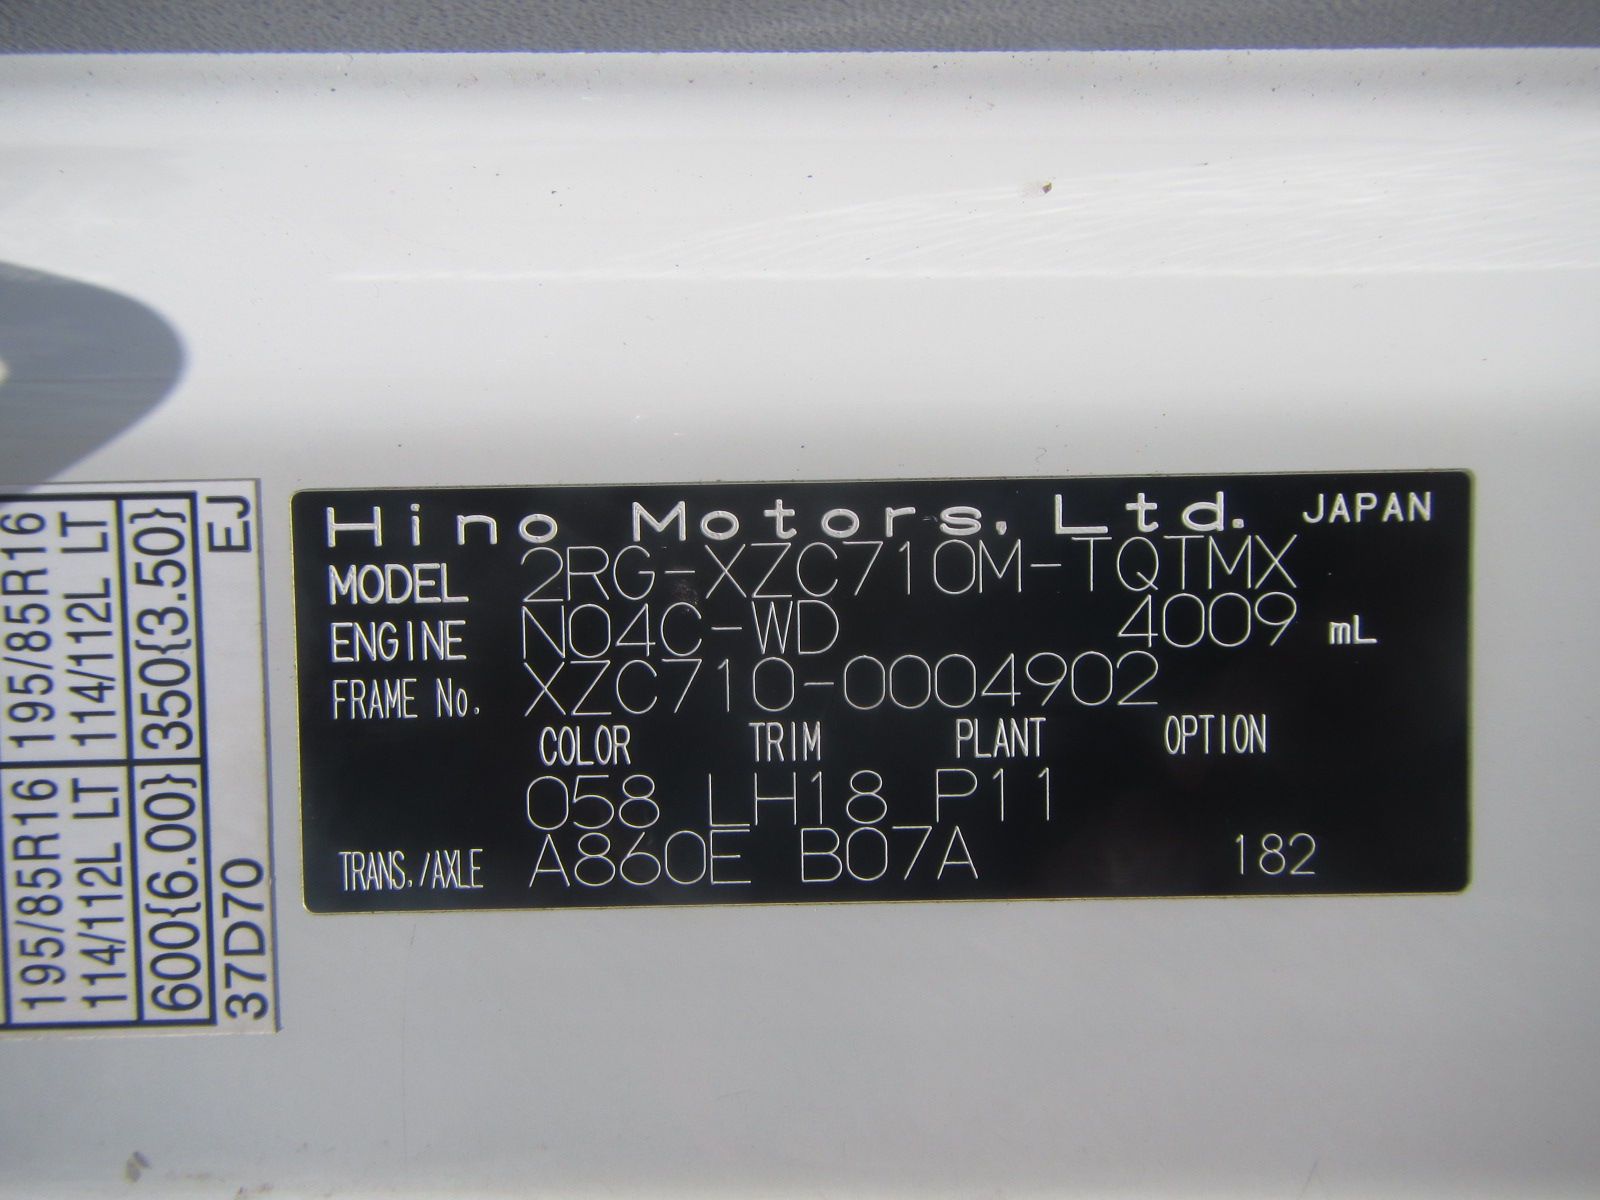 Hino Motors, Ltd. JAPAN
MODEL 2RG-XZC710M-TQTMX
ENGINE N04C-WD 4009 mL
FRAME No. XZC710-0004902
COLOR TRIM PLANT OPTION
058 LH18 P11
TRANS./AXLE A860E B07A 182
195/85R16 195/85R16
114/112L LT 114/112L LT
600{6.00} 350{3.50}
37D70 EJ